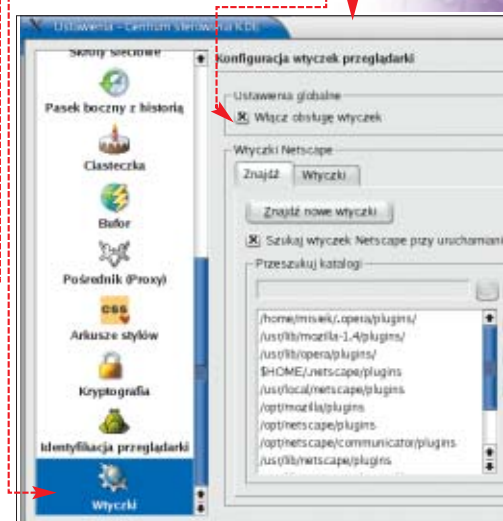 Ustawienia - Centrum sterowania KDE
Skróty sieciowe
Pasek boczny z historią
Ciasteczka
Bufor
Pośrednik (Proxy)
CSS
Arkusze stylów
Kryptografia
Identyfikacja przeglądarki
Wtyczki
Konfiguracja wtyczek przeglądarki
Ustawienia globalne
Włącz obsługę wtyczek
Wtyczki Netscape
Znajdź Wtyczki
Znajdź nowe wtyczki
Szukaj wtyczek Netscape przy uruchamiani
Przeszukuj katalogi
/home/misiek/.opera/plugins/
/usr/lib/mozilla-1.4/plugins/
/usr/lib/opera/plugins/
$HOME/.netscape/plugins
/usr/local/netscape/plugins
/opt/mozilla/plugins
/opt/netscape/plugins
/opt/netscape/communicator/plugins
/usr/lib/netscape/plugins